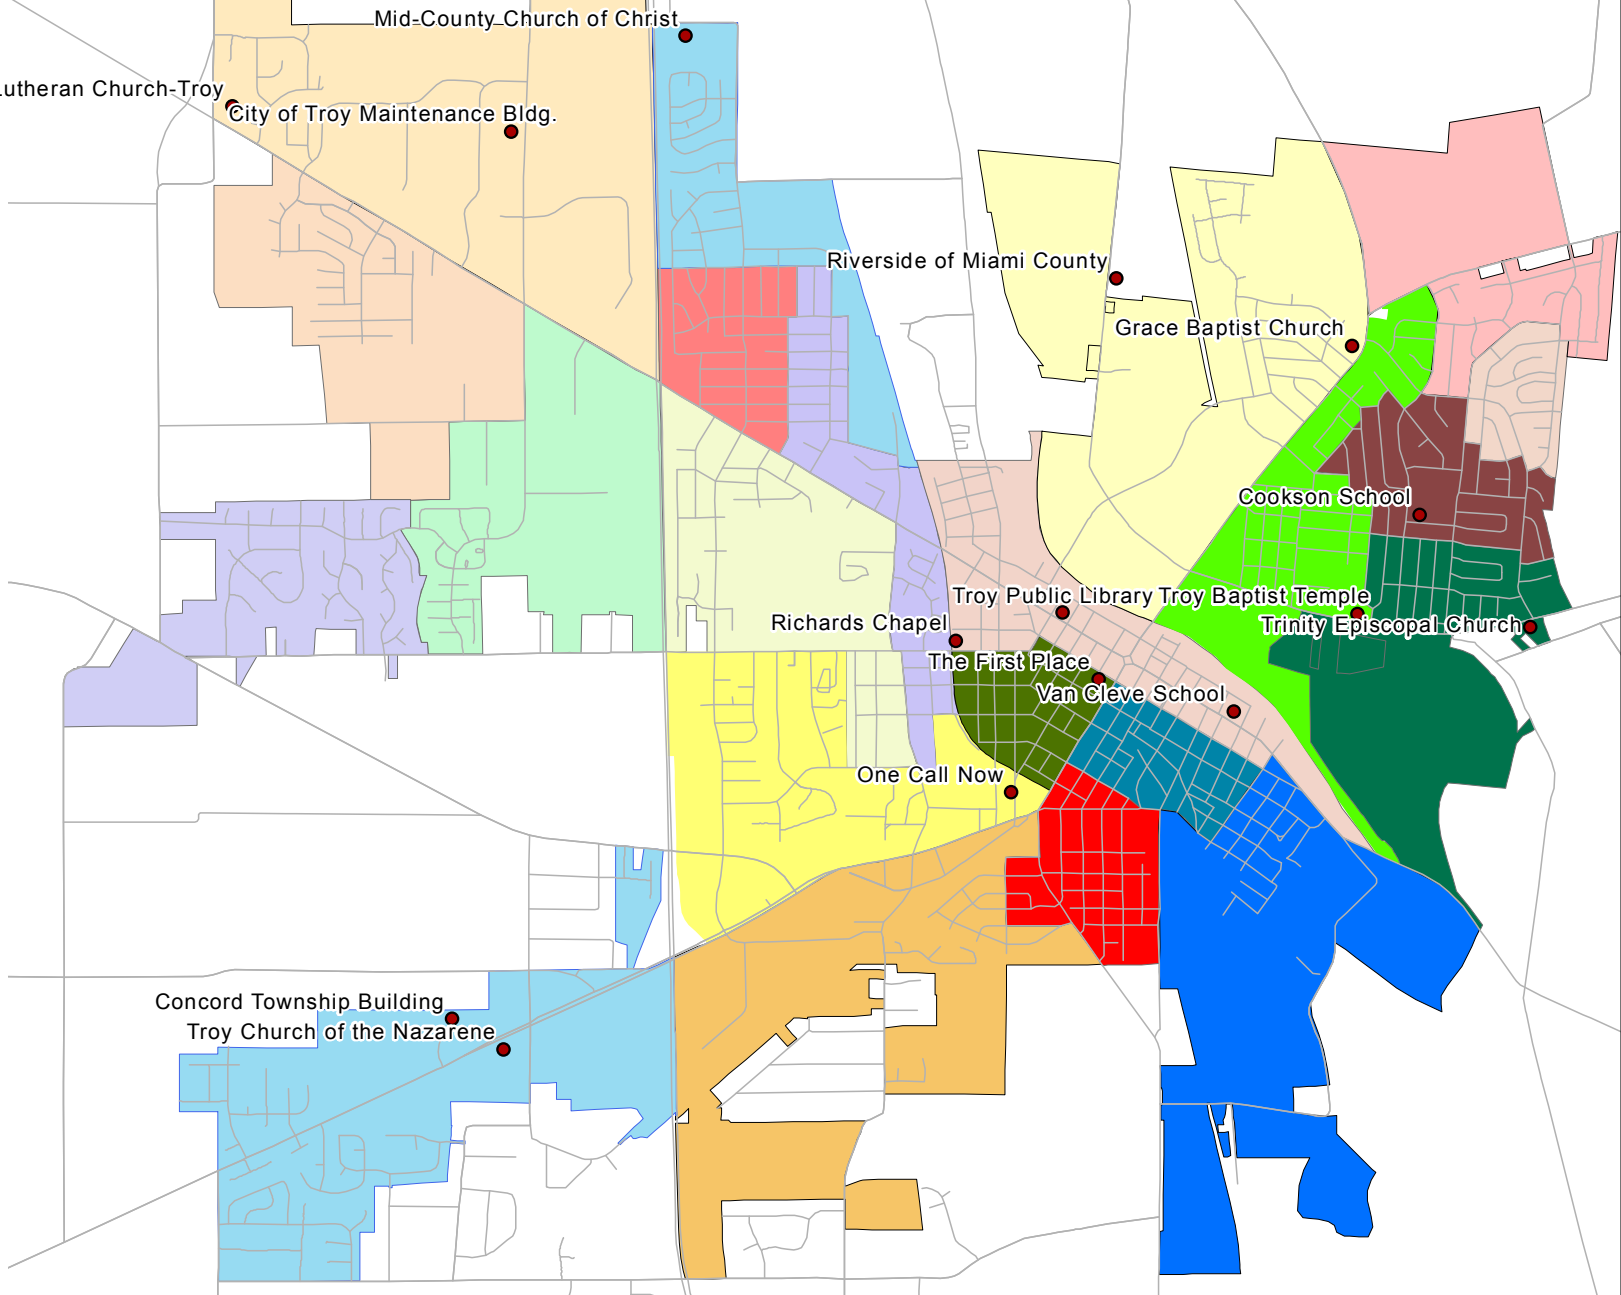 Mid-County Church of Christ
utheran Church-Troy
City of Troy Maintenance Bldg.
Riverside of Miami County
Grace Baptist Church
Cookson School
Troy Public Library
Troy Baptist Temple
Richards Chapel
Trinity Episcopal Church
The First Place
Van Cleve School
One Call Now
Concord Township Building
Troy Church of the Nazarene